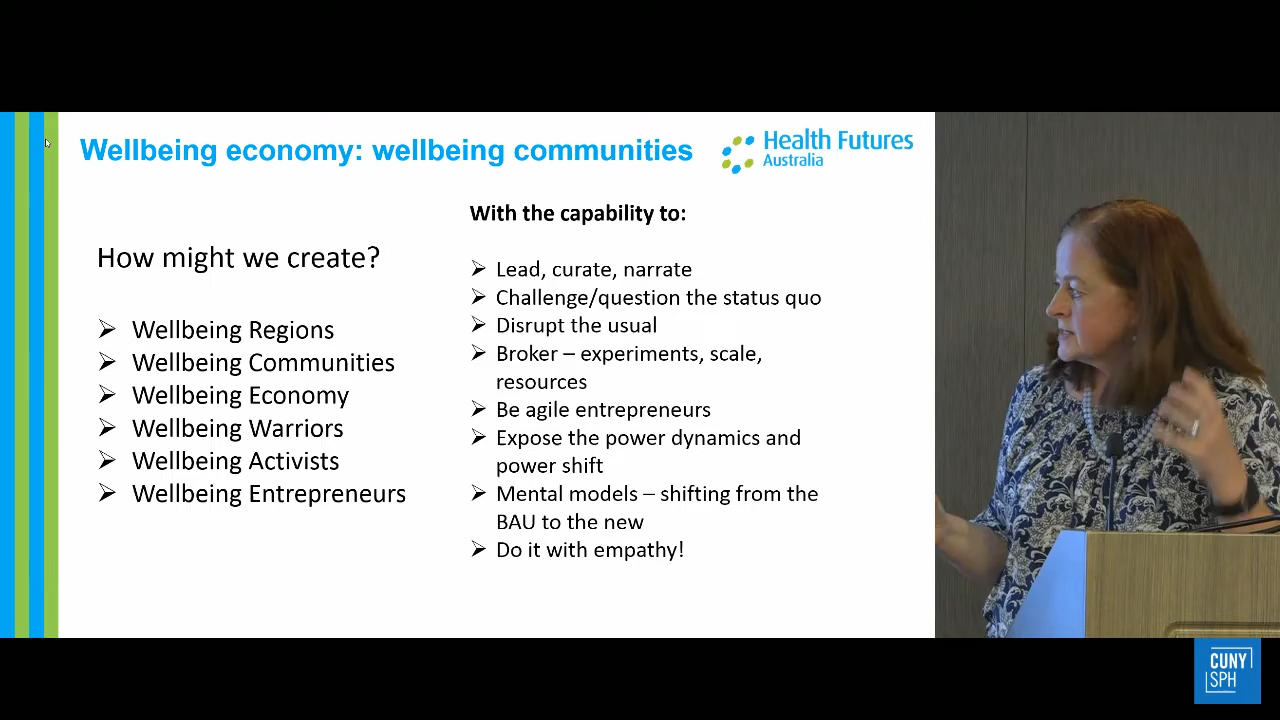 Wellbeing economy: wellbeing communities
Health Futures
Australia
How might we create?
➢ Wellbeing Regions
➢ Wellbeing Communities
➢ Wellbeing Economy
➢ Wellbeing Warriors
➢ Wellbeing Activists
➢ Wellbeing Entrepreneurs
With the capability to:
➢ Lead, curate, narrate
➢ Challenge/question the status quo
➢ Disrupt the usual
➢ Broker – experiments, scale,
resources
➢ Be agile entrepreneurs
➢ Expose the power dynamics and
power shift
➢ Mental models – shifting from the
BAU to the new
➢ Do it with empathy!
CUNY
SPH